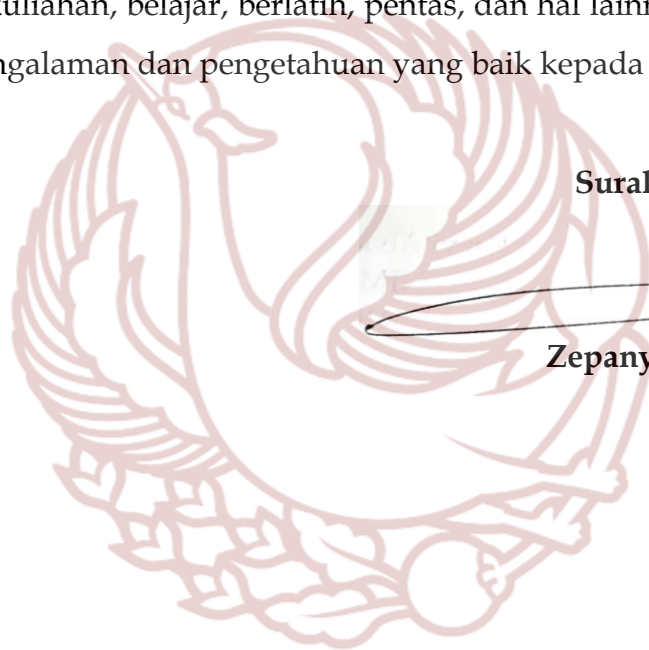 kuliahan, belajar, berlatih, pentas, dan hal lainn
ngalaman dan pengetahuan yang baik kepada
Sural
Zepany